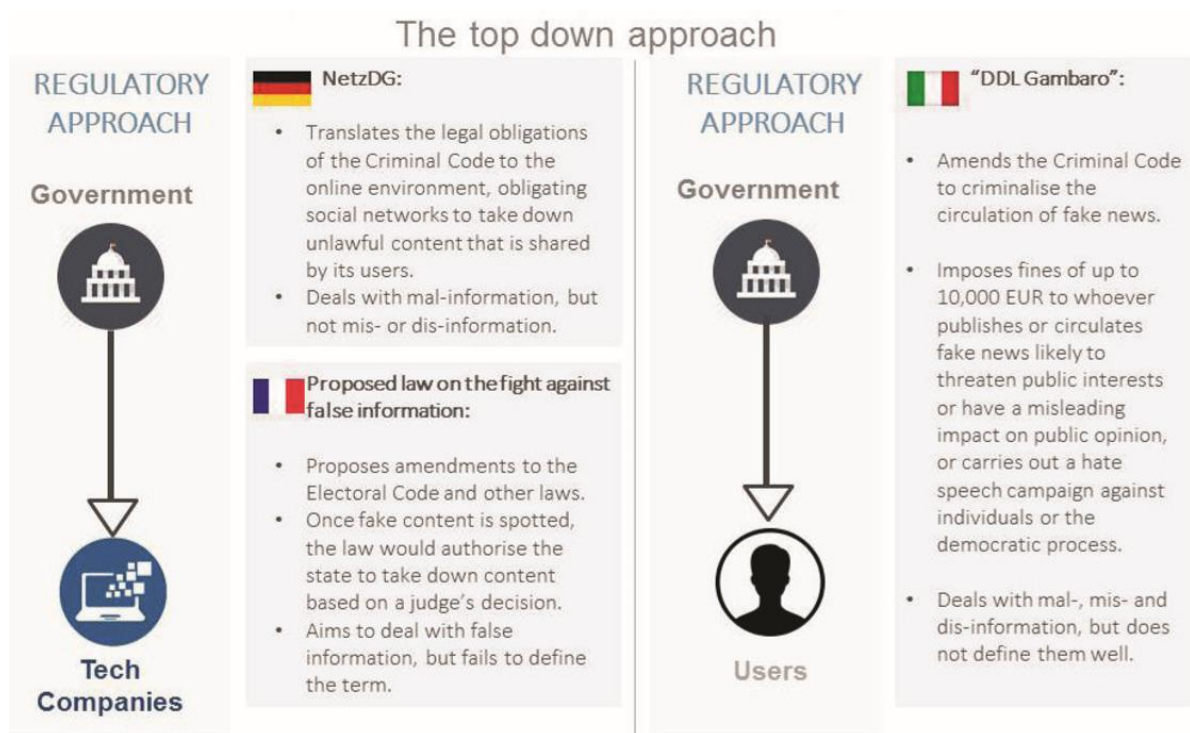 The top down approach
REGULATORY
APPROACH
Government
Tech
Companies
NetzDG:
• Translates the legal obligations
of the Criminal Code to the
online environment, obligating
social networks to take down
unlawful content that is shared
by its users.
• Deals with mal-information, but
not mis- or dis-information.
Proposed law on the fight against
false information:
• Proposes amendments to the
Electoral Code and other laws.
• Once fake content is spotted,
the law would authorise the
state to take down content
based on a judge's decision.
• Aims to deal with false
information, but fails to define
the term.
REGULATORY
APPROACH
Government
Users
“DDL Gambaro”:
• Amends the Criminal Code
to criminalise the
circulation of fake news.
• Imposes fines of up to
10,000 EUR to whoever
publishes or circulates
fake news likely to
threaten public interests
or have a misleading
impact on public opinion,
or carries out a hate
speech campaign against
individuals or the
democratic process.
• Deals with mal-, mis- and
dis-information, but does
not define them well.